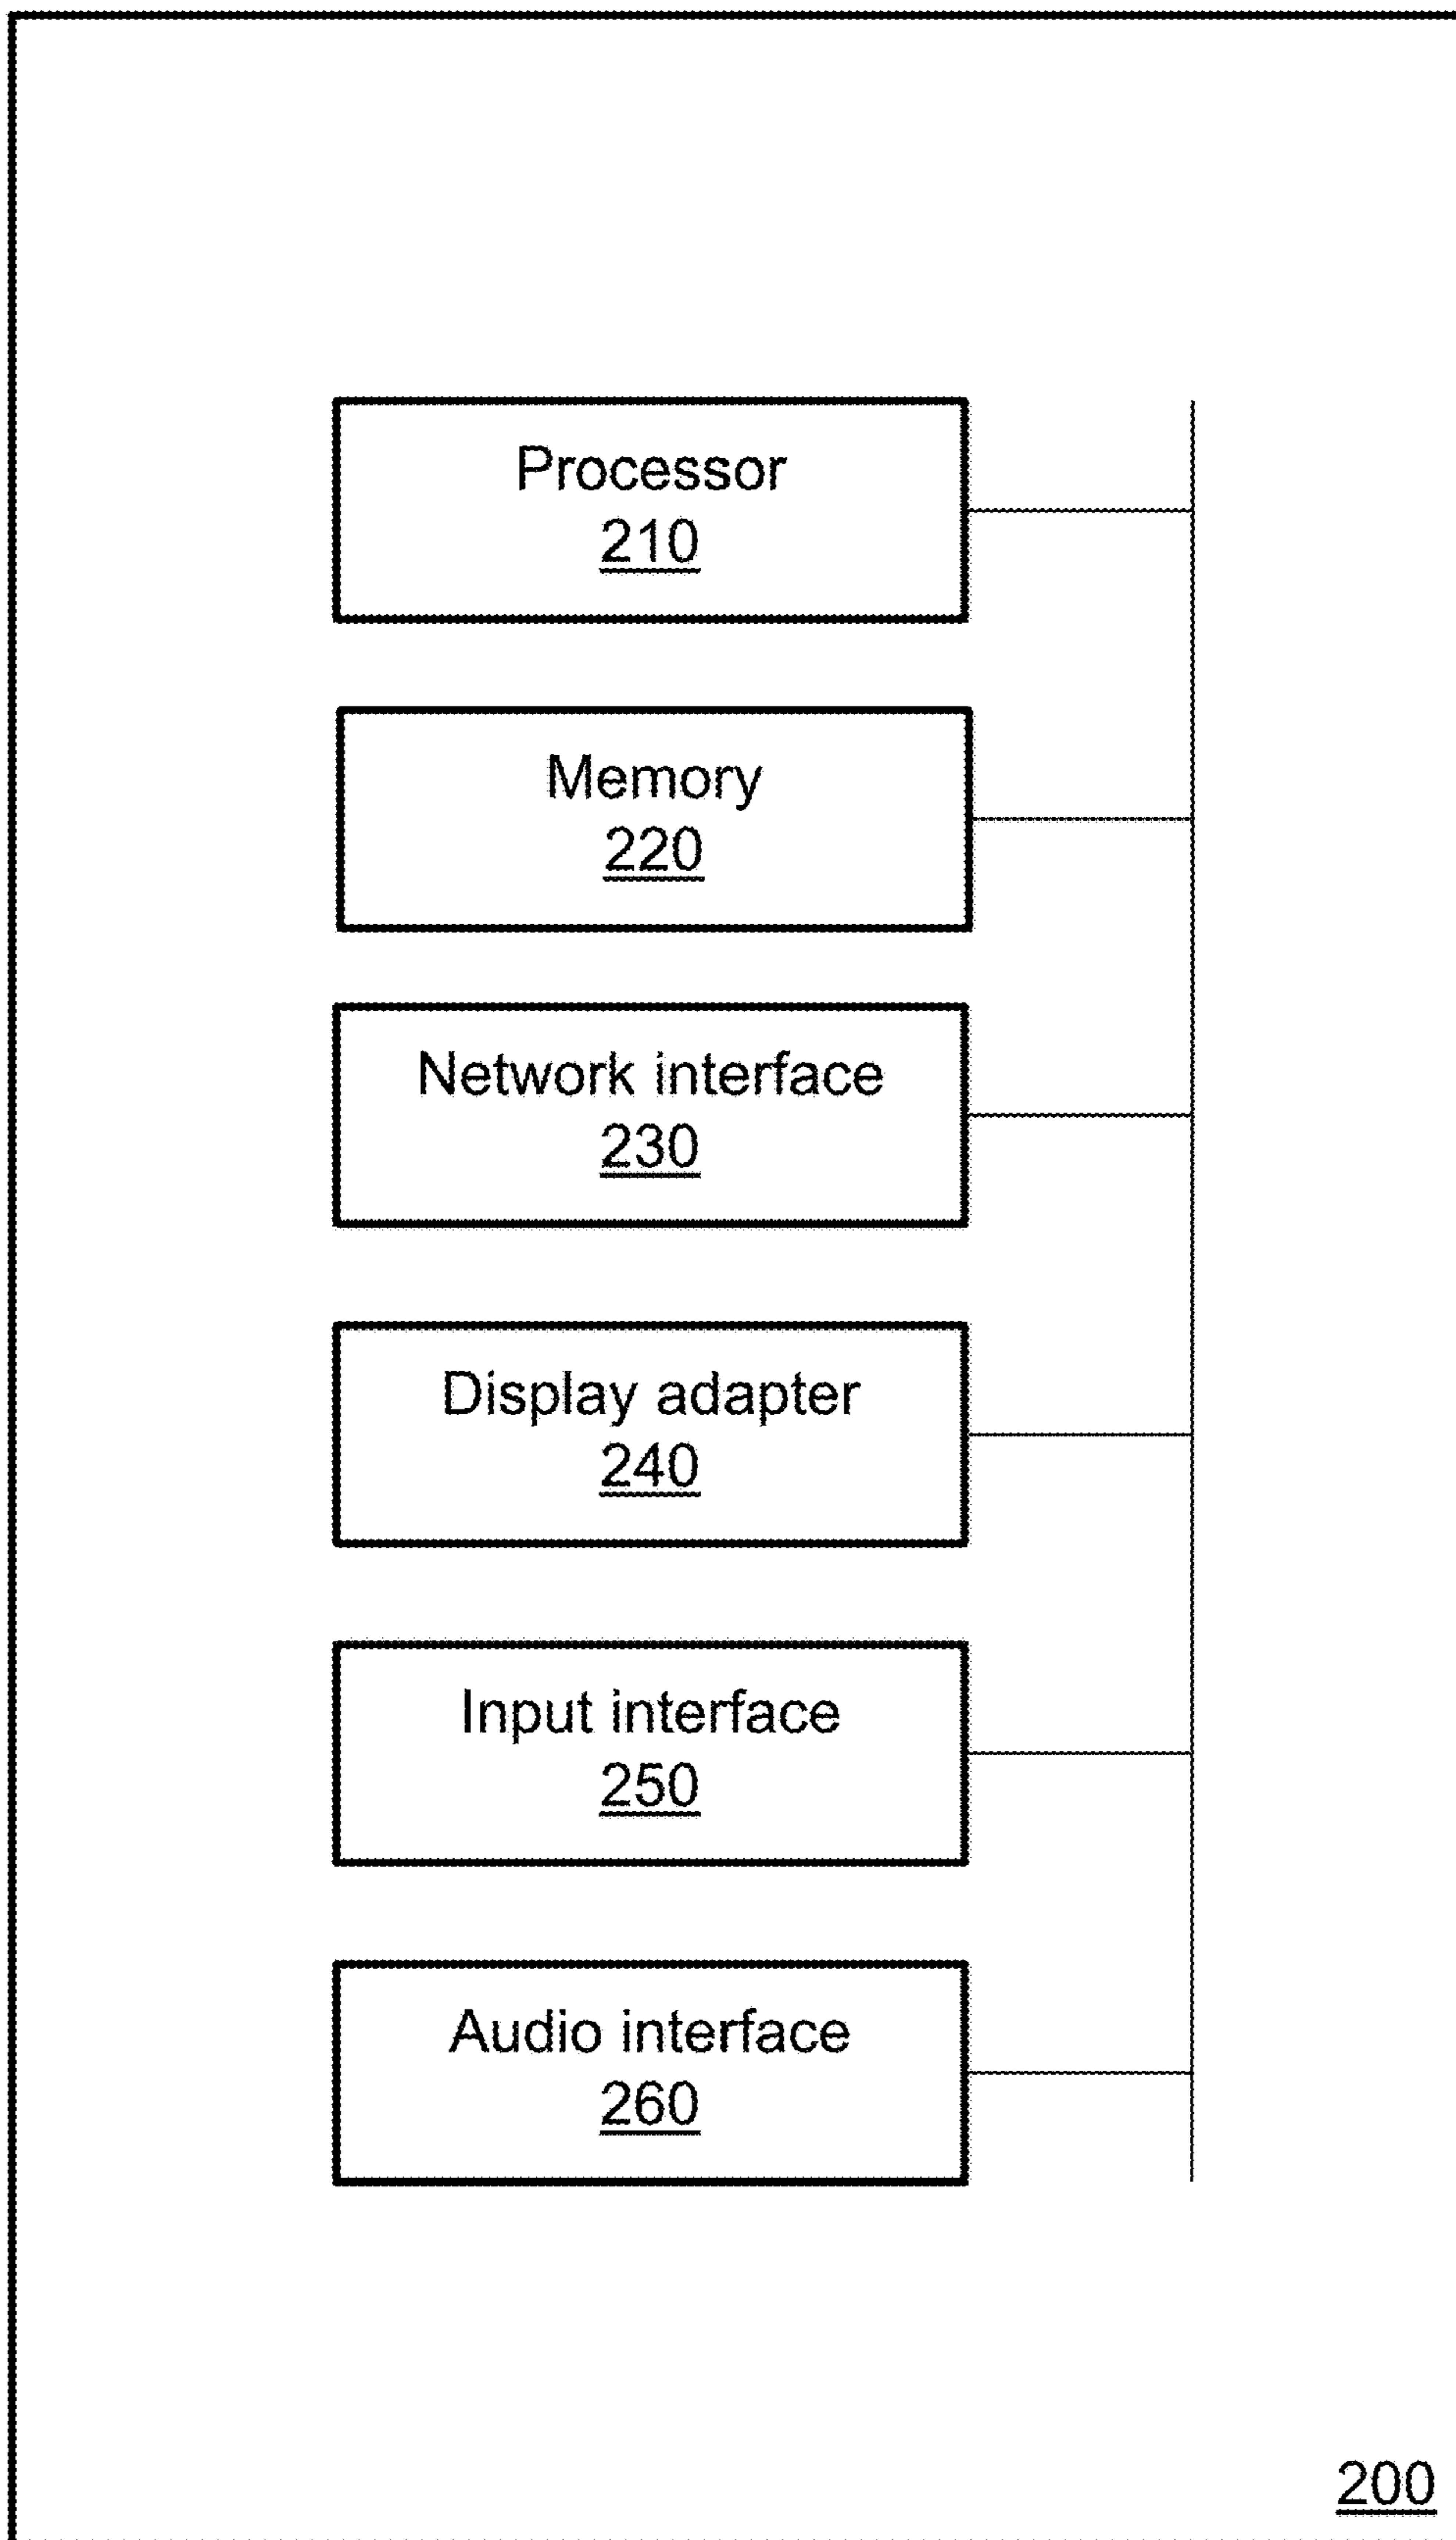 Processor
210
Memory
220
Network interface
230
Display adapter
240
Input interface
250
Audio interface
260
200